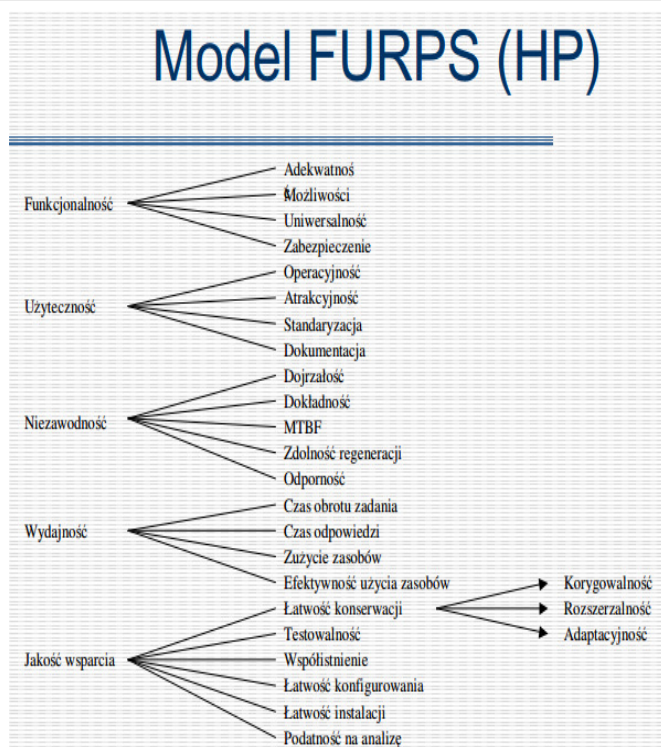 Model FURPS (HP)
Funkcjonalność
Adekwatnoś
ć
Możliwości
Uniwersalność
Zabezpieczenie
Użyteczność
Operacyjność
Atrakcyjność
Standaryzacja
Dokumentacja
Niezawodność
Dojrzałość
Dokładność
MTBF
Zdolność regeneracji
Odporność
Wydajność
Czas obrotu zadania
Czas odpowiedzi
Zużycie zasobów
Efektywność użycia zasobów
Jakość wsparcia
Łatwość konserwacji
Korygowalność
Rozszerzalność
Adaptacyjność
Testowalność
Współistnienie
Łatwość konfigurowania
Łatwość instalacji
Podatność na analizę